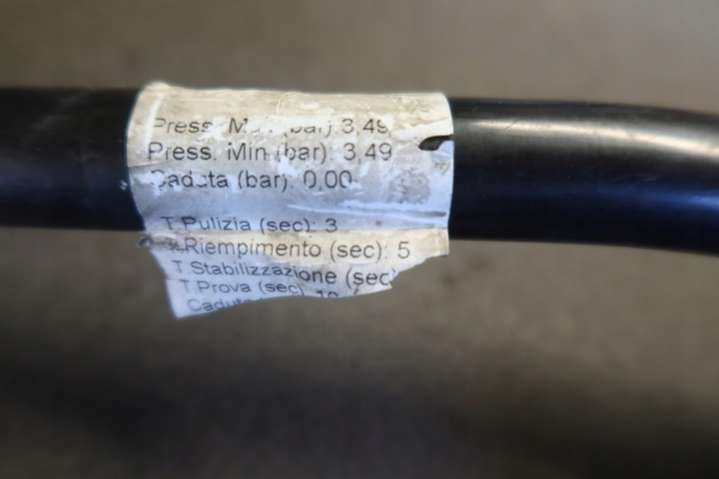 Press. (bar) 3,49
Press. Min (bar): 3,49
Caduta (bar): 0,00
T Pulizia (sec): 3
Riempimento (sec): 5
T Stabilizzazione (sec)
T Prova (sec)